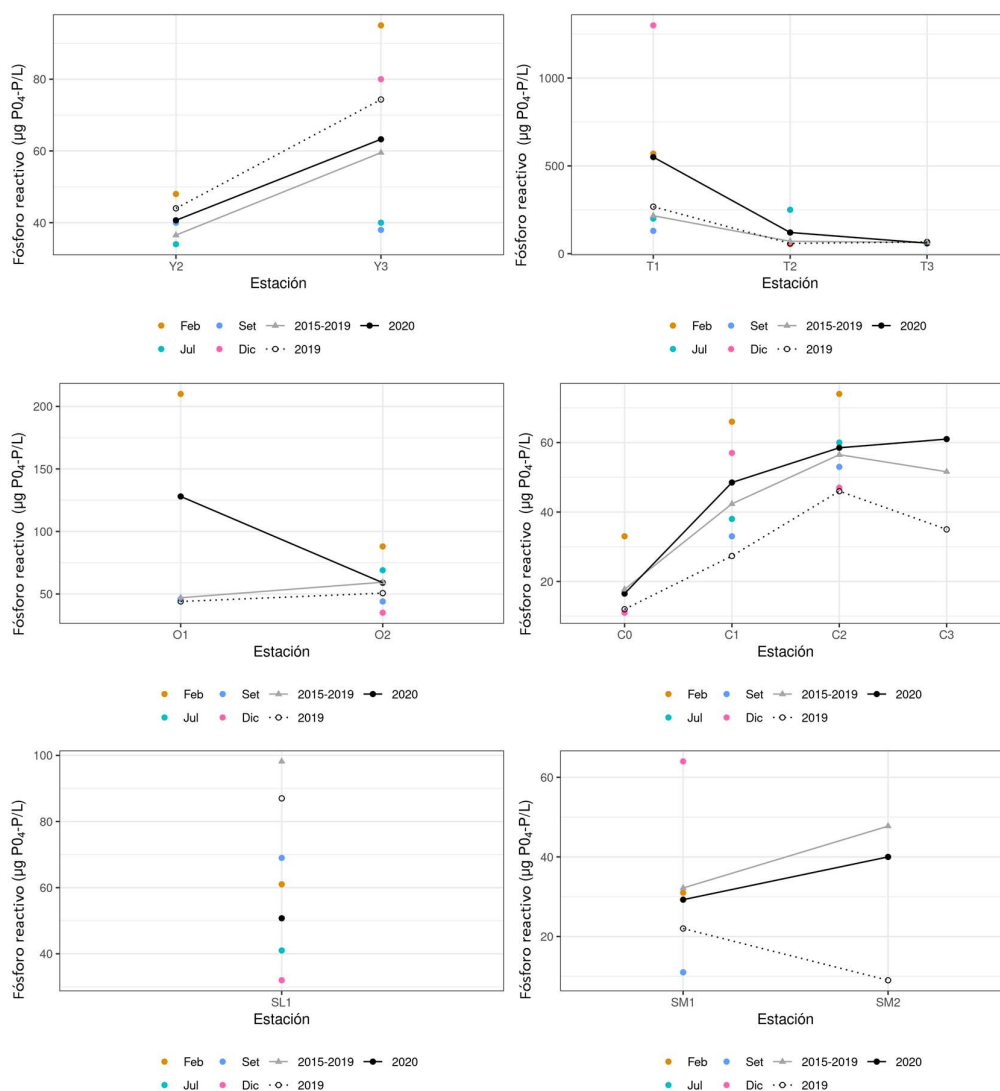 Fósforo reactivo (µg P0₄-P/L)
80
60
40
Y2
Y3
Estación
Feb
Set
2015-2019
2020
Jul
Dic
2019
Fósforo reactivo (µg P0₄-P/L)
1000
500
0
T1
T2
T3
Estación
Feb
Set
2015-2019
2020
Jul
Dic
2019
Fósforo reactivo (µg P0₄-P/L)
200
150
100
50
O1
O2
Estación
Feb
Set
2015-2019
2020
Jul
Dic
2019
Fósforo reactivo (µg P0₄-P/L)
60
40
20
C0
C1
C2
C3
Estación
Feb
Set
2015-2019
2020
Jul
Dic
2019
Fósforo reactivo (µg P0₄-P/L)
100
80
60
40
SL1
Estación
Feb
Set
2015-2019
2020
Jul
Dic
2019
Fósforo reactivo (µg P0₄-P/L)
60
40
20
SM1
SM2
Estación
Feb
Set
2015-2019
2020
Jul
Dic
2019